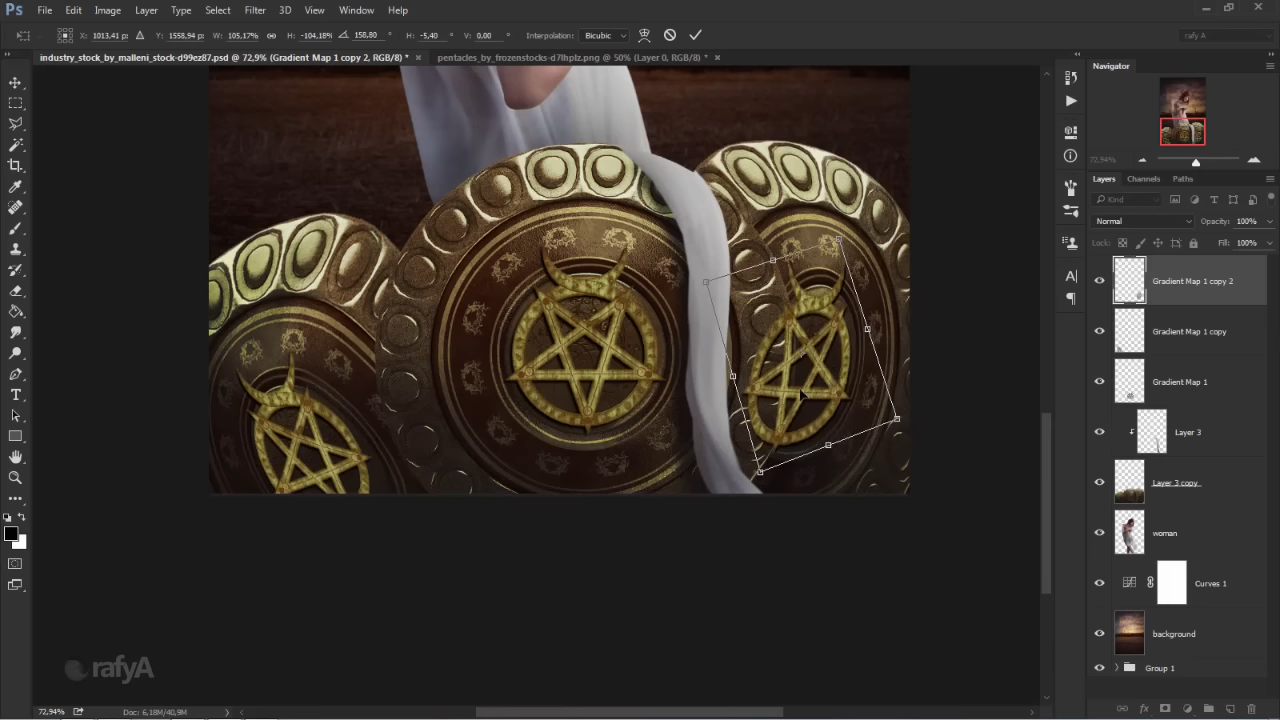 Ps File Edit Image Layer Type Select Filter 3D View Window Help
X: 1013,41 px Y: 1558,94 px W: 105,17% H: -104,18% 158,80 ° H: -5,40 ° V: 0,00 ° Interpolation: Bicubic rafy A
industry_stock_by_malleni_stock-d99ez87.psd @ 72,9% (Gradient Map 1 copy 2, RGB/8) * × pentacles_by_frozenstocks-d7lhplz.png @ 50% (Layer 0, RGB/8) * ×
Navigator
72,94%
Layers Channels Paths
Kind
Normal Opacity: 100%
Lock: Fill: 100%
Gradient Map 1 copy 2
Gradient Map 1 copy
Gradient Map 1
Layer 3
Layer 3 copy
woman
Curves 1
background
Group 1
rafyA
72,94% Doc: 6,18M/40,9M